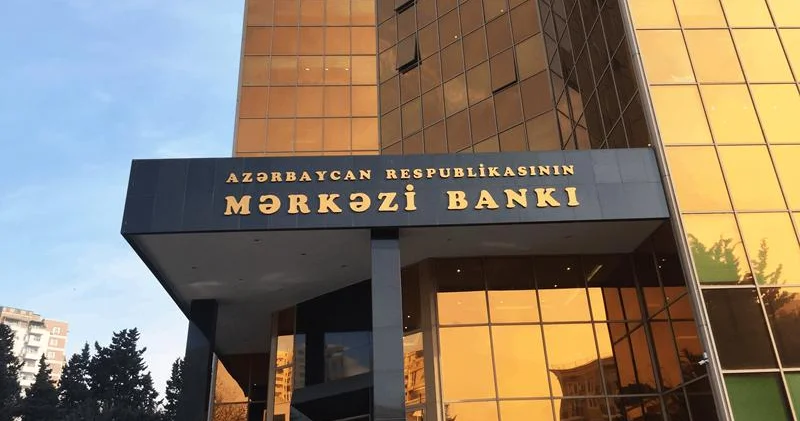 AZƏRBAYCAN RESPUBLİKASININ
MƏRKƏZİ BANKI